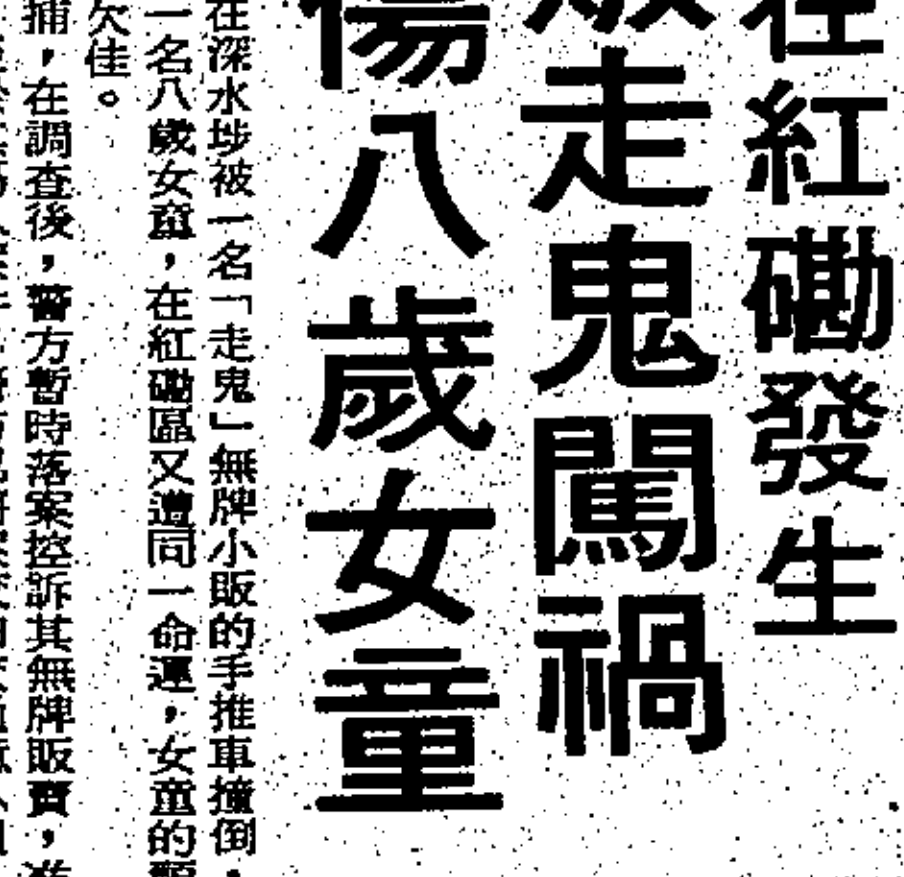 在紅磡發生
走鬼闖禍
傷八歲女童
在深水埗被一名「走鬼」無牌小販的手推車撞倒，
一名八歲女童，在紅磡區又遭同一命運，女童的
欠佳。
捕，在調查後，警方暫時落案控訴其無牌販賣，准